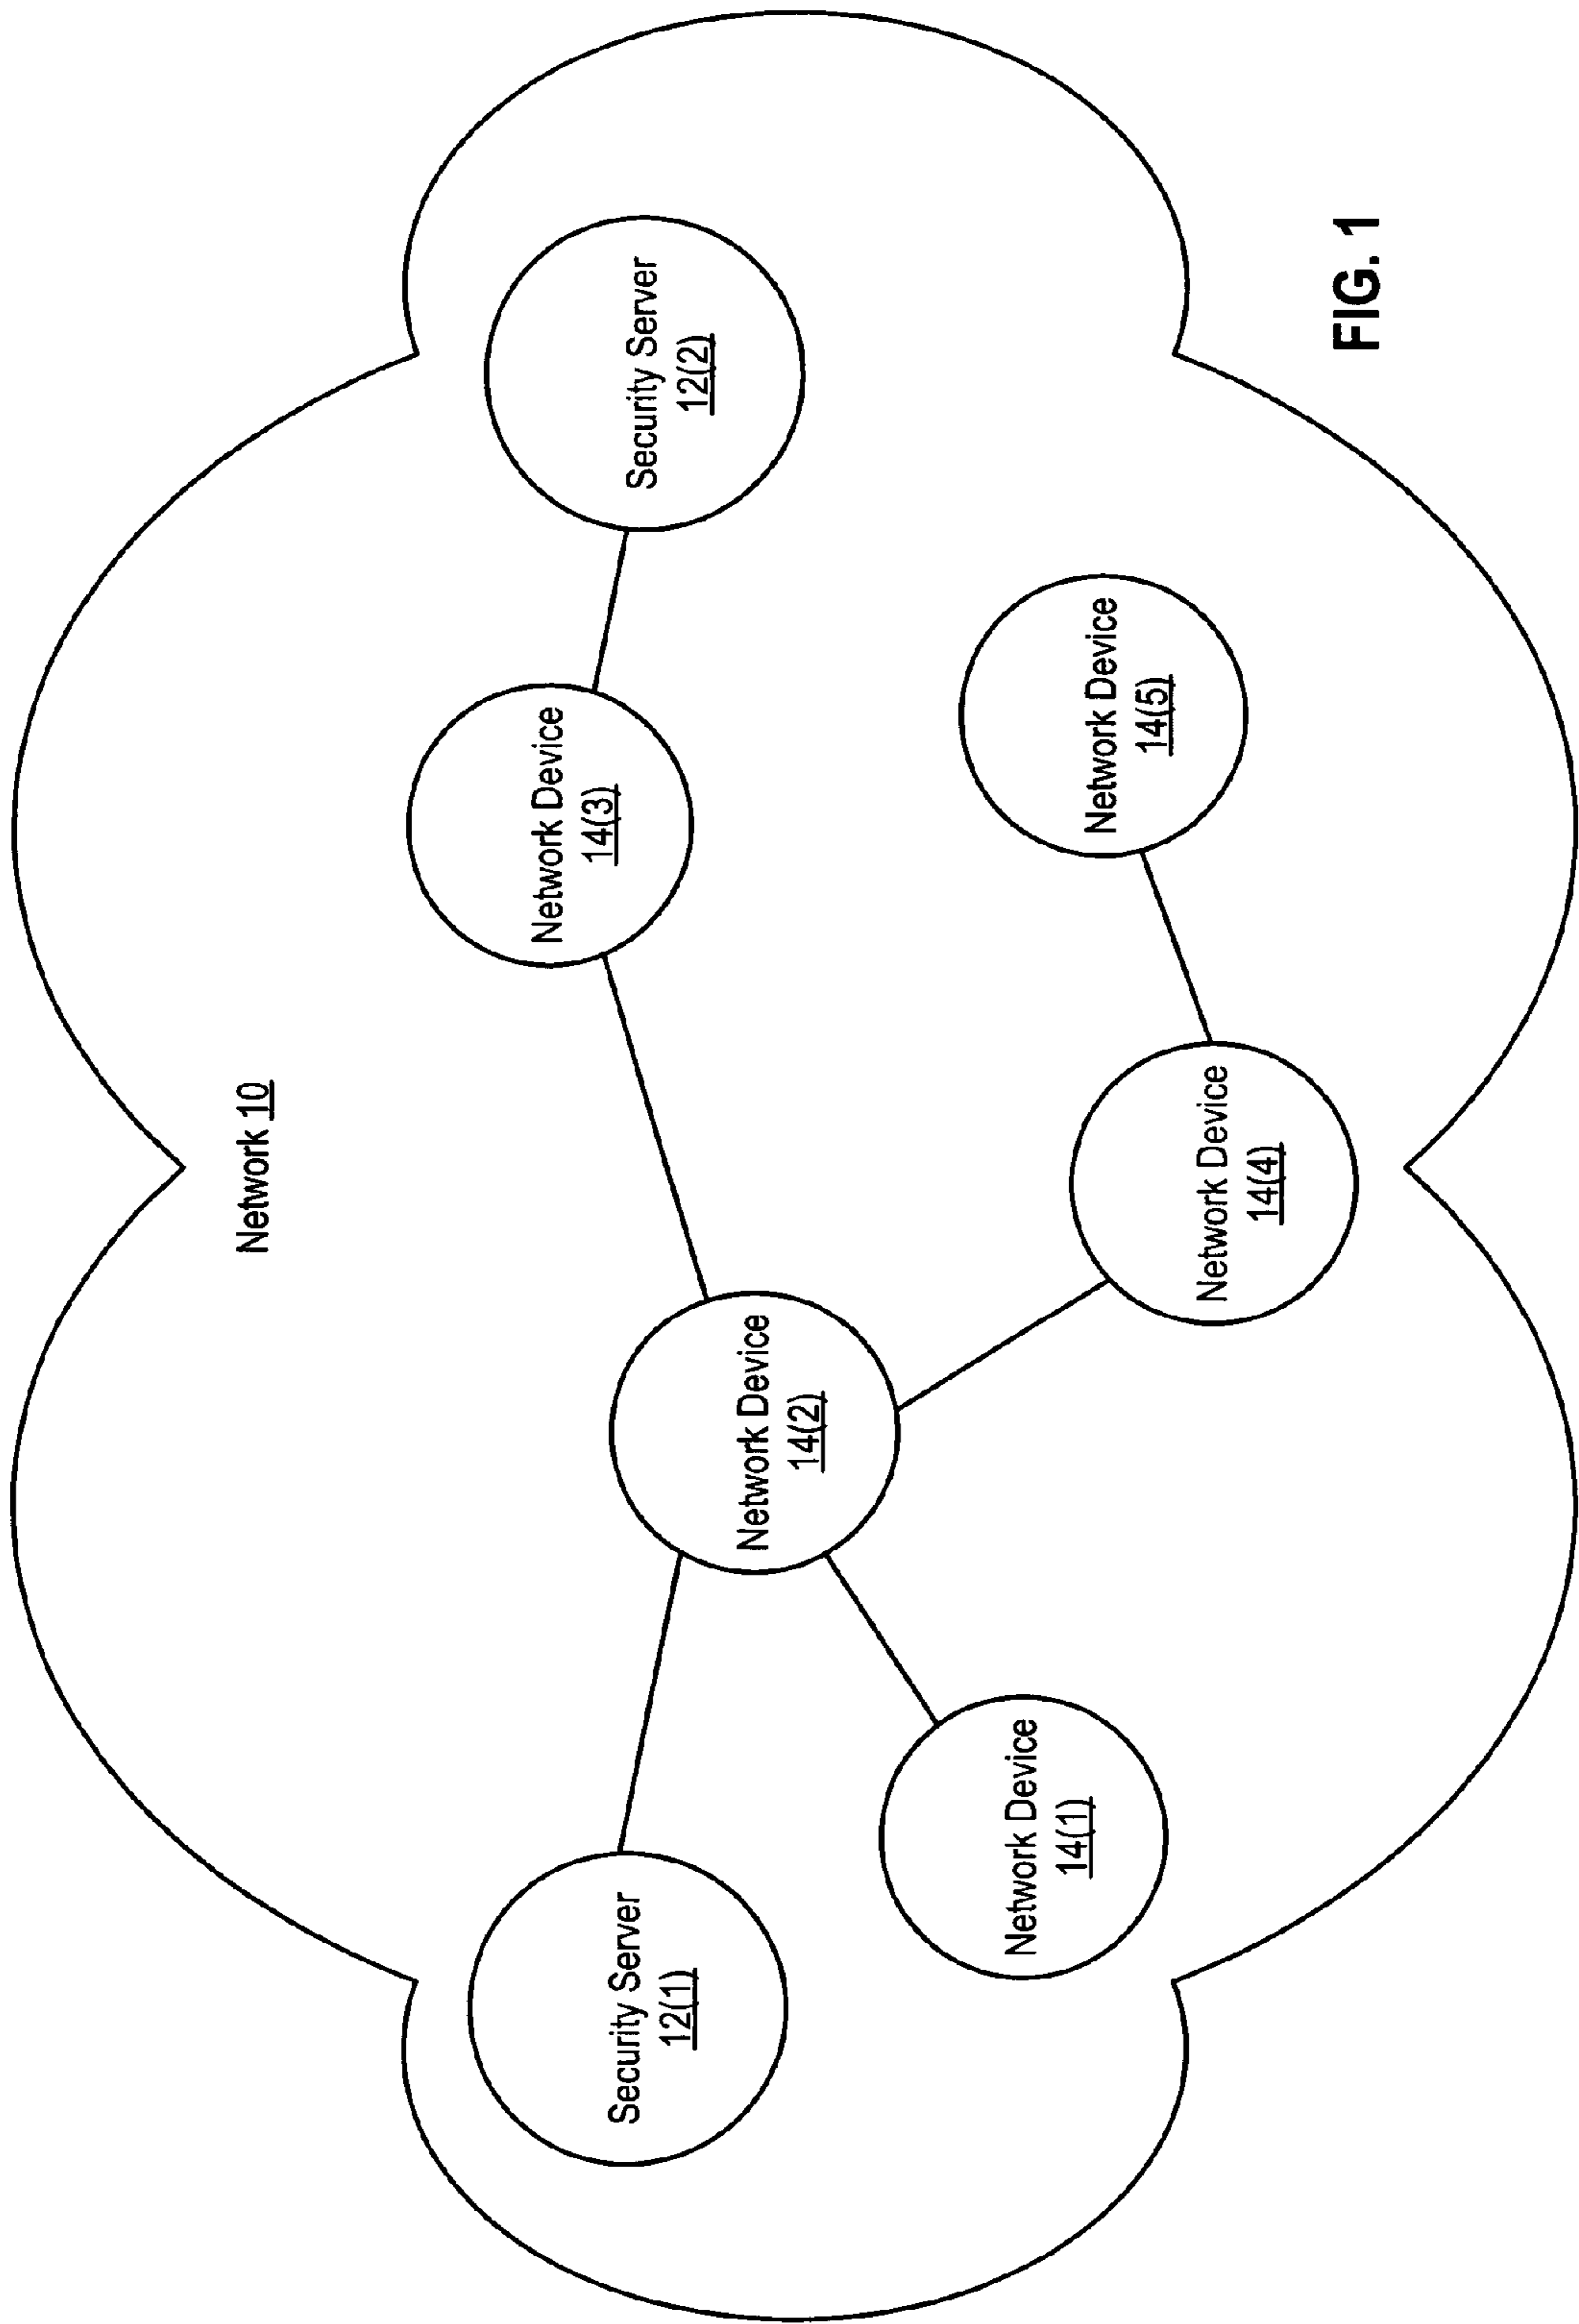 Network 10
Security Server
12(1)
Network Device
14(1)
Network Device
14(2)
Network Device
14(3)
Security Server
12(2)
Network Device
14(4)
Network Device
14(5)
FIG. 1